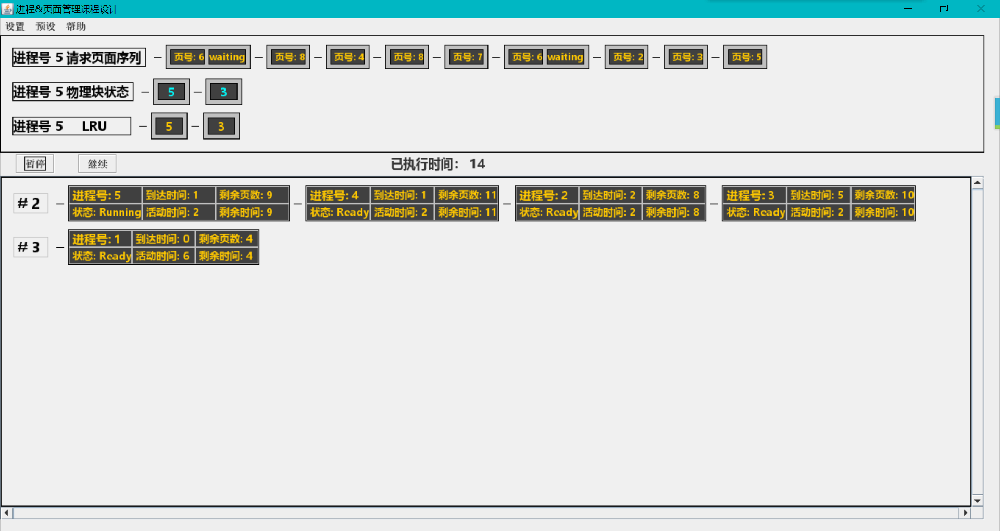 进程&页面管理课程设计
设置 预设 帮助
进程号 5 请求页面序列 页号: 6 waiting 页号: 8 页号: 4 页号: 8 页号: 7 页号: 6 waiting 页号: 2 页号: 3 页号: 5
进程号 5 物理块状态 5 3
进程号 5 LRU 5 3
暂停 继续 已执行时间： 14
# 2 进程号: 5 到达时间: 1 剩余页数: 9 进程号: 4 到达时间: 1 剩余页数: 11 进程号: 2 到达时间: 2 剩余页数: 8 进程号: 3 到达时间: 5 剩余页数: 10
状态: Running 活动时间: 2 剩余时间: 9 状态: Ready 活动时间: 2 剩余时间: 11 状态: Ready 活动时间: 2 剩余时间: 8 状态: Ready 活动时间: 2 剩余时间: 10
# 3 进程号: 1 到达时间: 0 剩余页数: 4
状态: Ready 活动时间: 6 剩余时间: 4